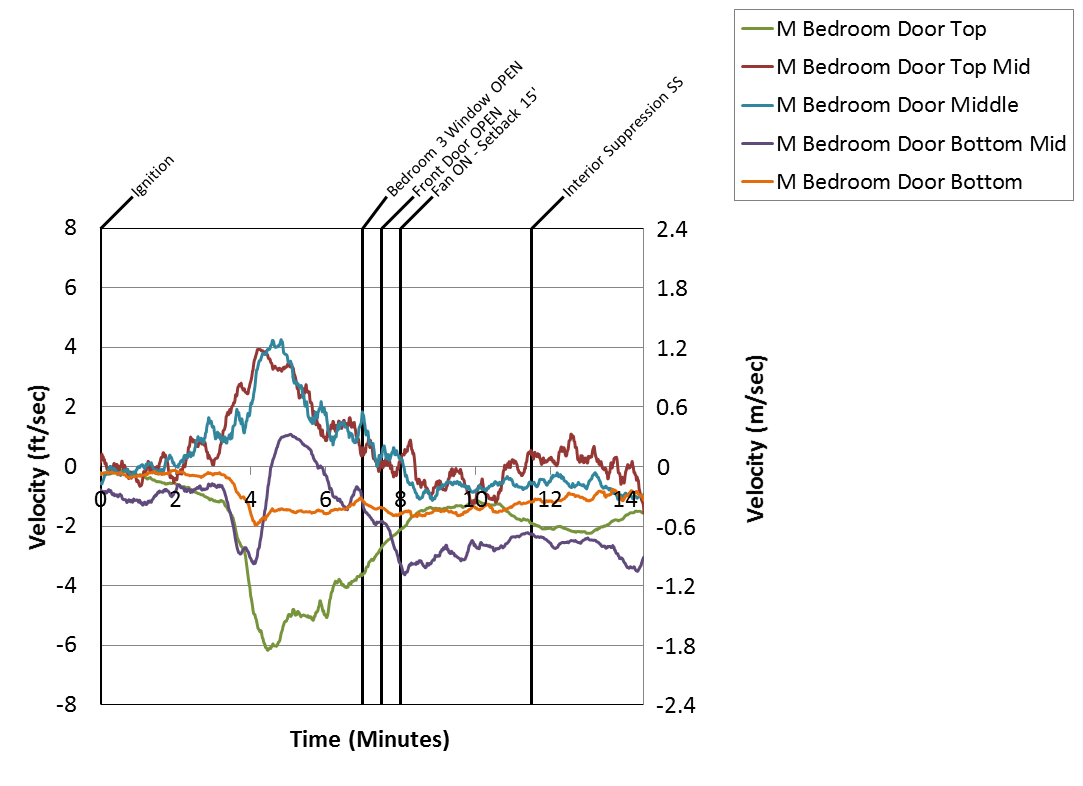 M Bedroom Door Top
M Bedroom Door Top Mid
M Bedroom Door Middle
M Bedroom Door Bottom Mid
M Bedroom Door Bottom
Ignition
Bedroom 3 Window OPEN
Front Door OPEN
Fan ON - Setback 15'
Interior Suppression SS
8
6
4
2
0
-2
-4
-6
-8
Velocity (ft/sec)
2.4
1.8
1.2
0.6
0
-0.6
-1.2
-1.8
-2.4
Velocity (m/sec)
0 2 4 6 8 10 12 14
Time (Minutes)